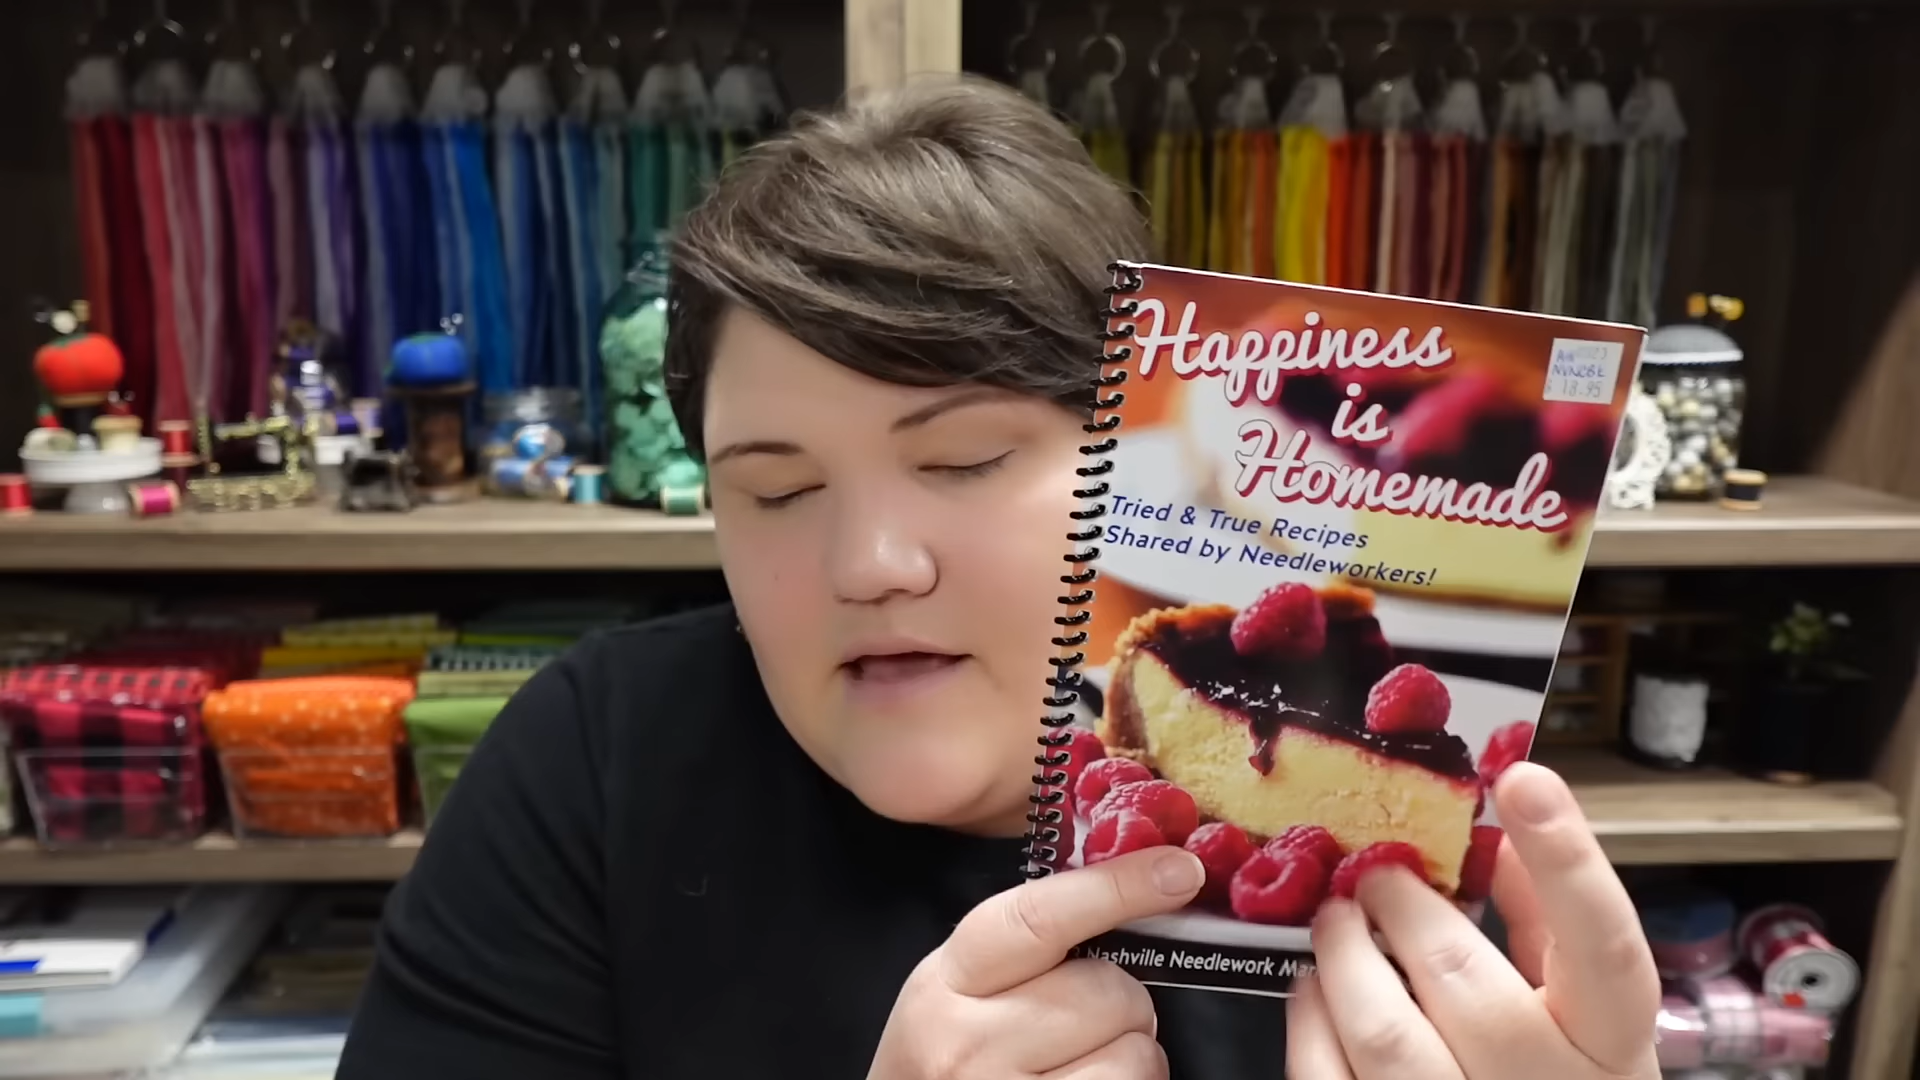 Happiness
is
Homemade
Tried & True Recipes
Shared by Needleworkers!
$ 18.95
Nashville Needlework